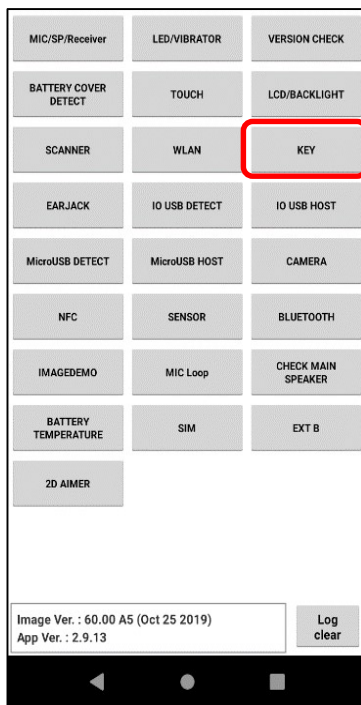 MIC/SP/Receiver
LED/VIBRATOR
VERSION CHECK
BATTERY COVER
DETECT
TOUCH
LCD/BACKLIGHT
SCANNER
WLAN
KEY
EARJACK
IO USB DETECT
IO USB HOST
MicroUSB DETECT
MicroUSB HOST
CAMERA
NFC
SENSOR
BLUETOOTH
IMAGEDEMO
MIC Loop
CHECK MAIN
SPEAKER
BATTERY
TEMPERATURE
SIM
EXT B
2D AIMER
Image Ver. : 60.00 A5 (Oct 25 2019)
App Ver. : 2.9.13
Log
clear